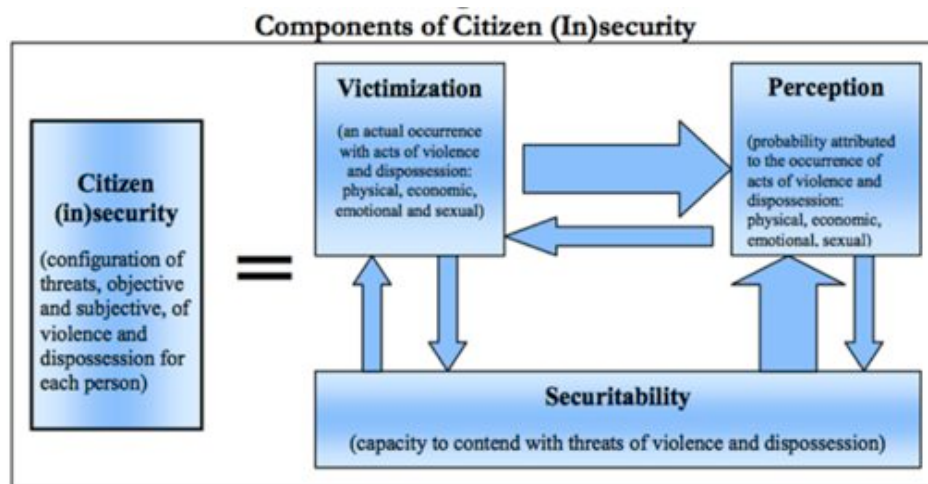 Components of Citizen (In)security
Citizen
(in)security
(configuration of
threats, objective
and subjective, of
violence and
dispossession for
each person)
=
Victimization
(an actual occurrence
with acts of violence
and dispossession:
physical, economic,
emotional and sexual)
Perception
(probability attributed
to the occurrence of
acts of violence and
dispossession:
physical, economic,
emotional, sexual)
Securitability
(capacity to contend with threats of violence and dispossession)